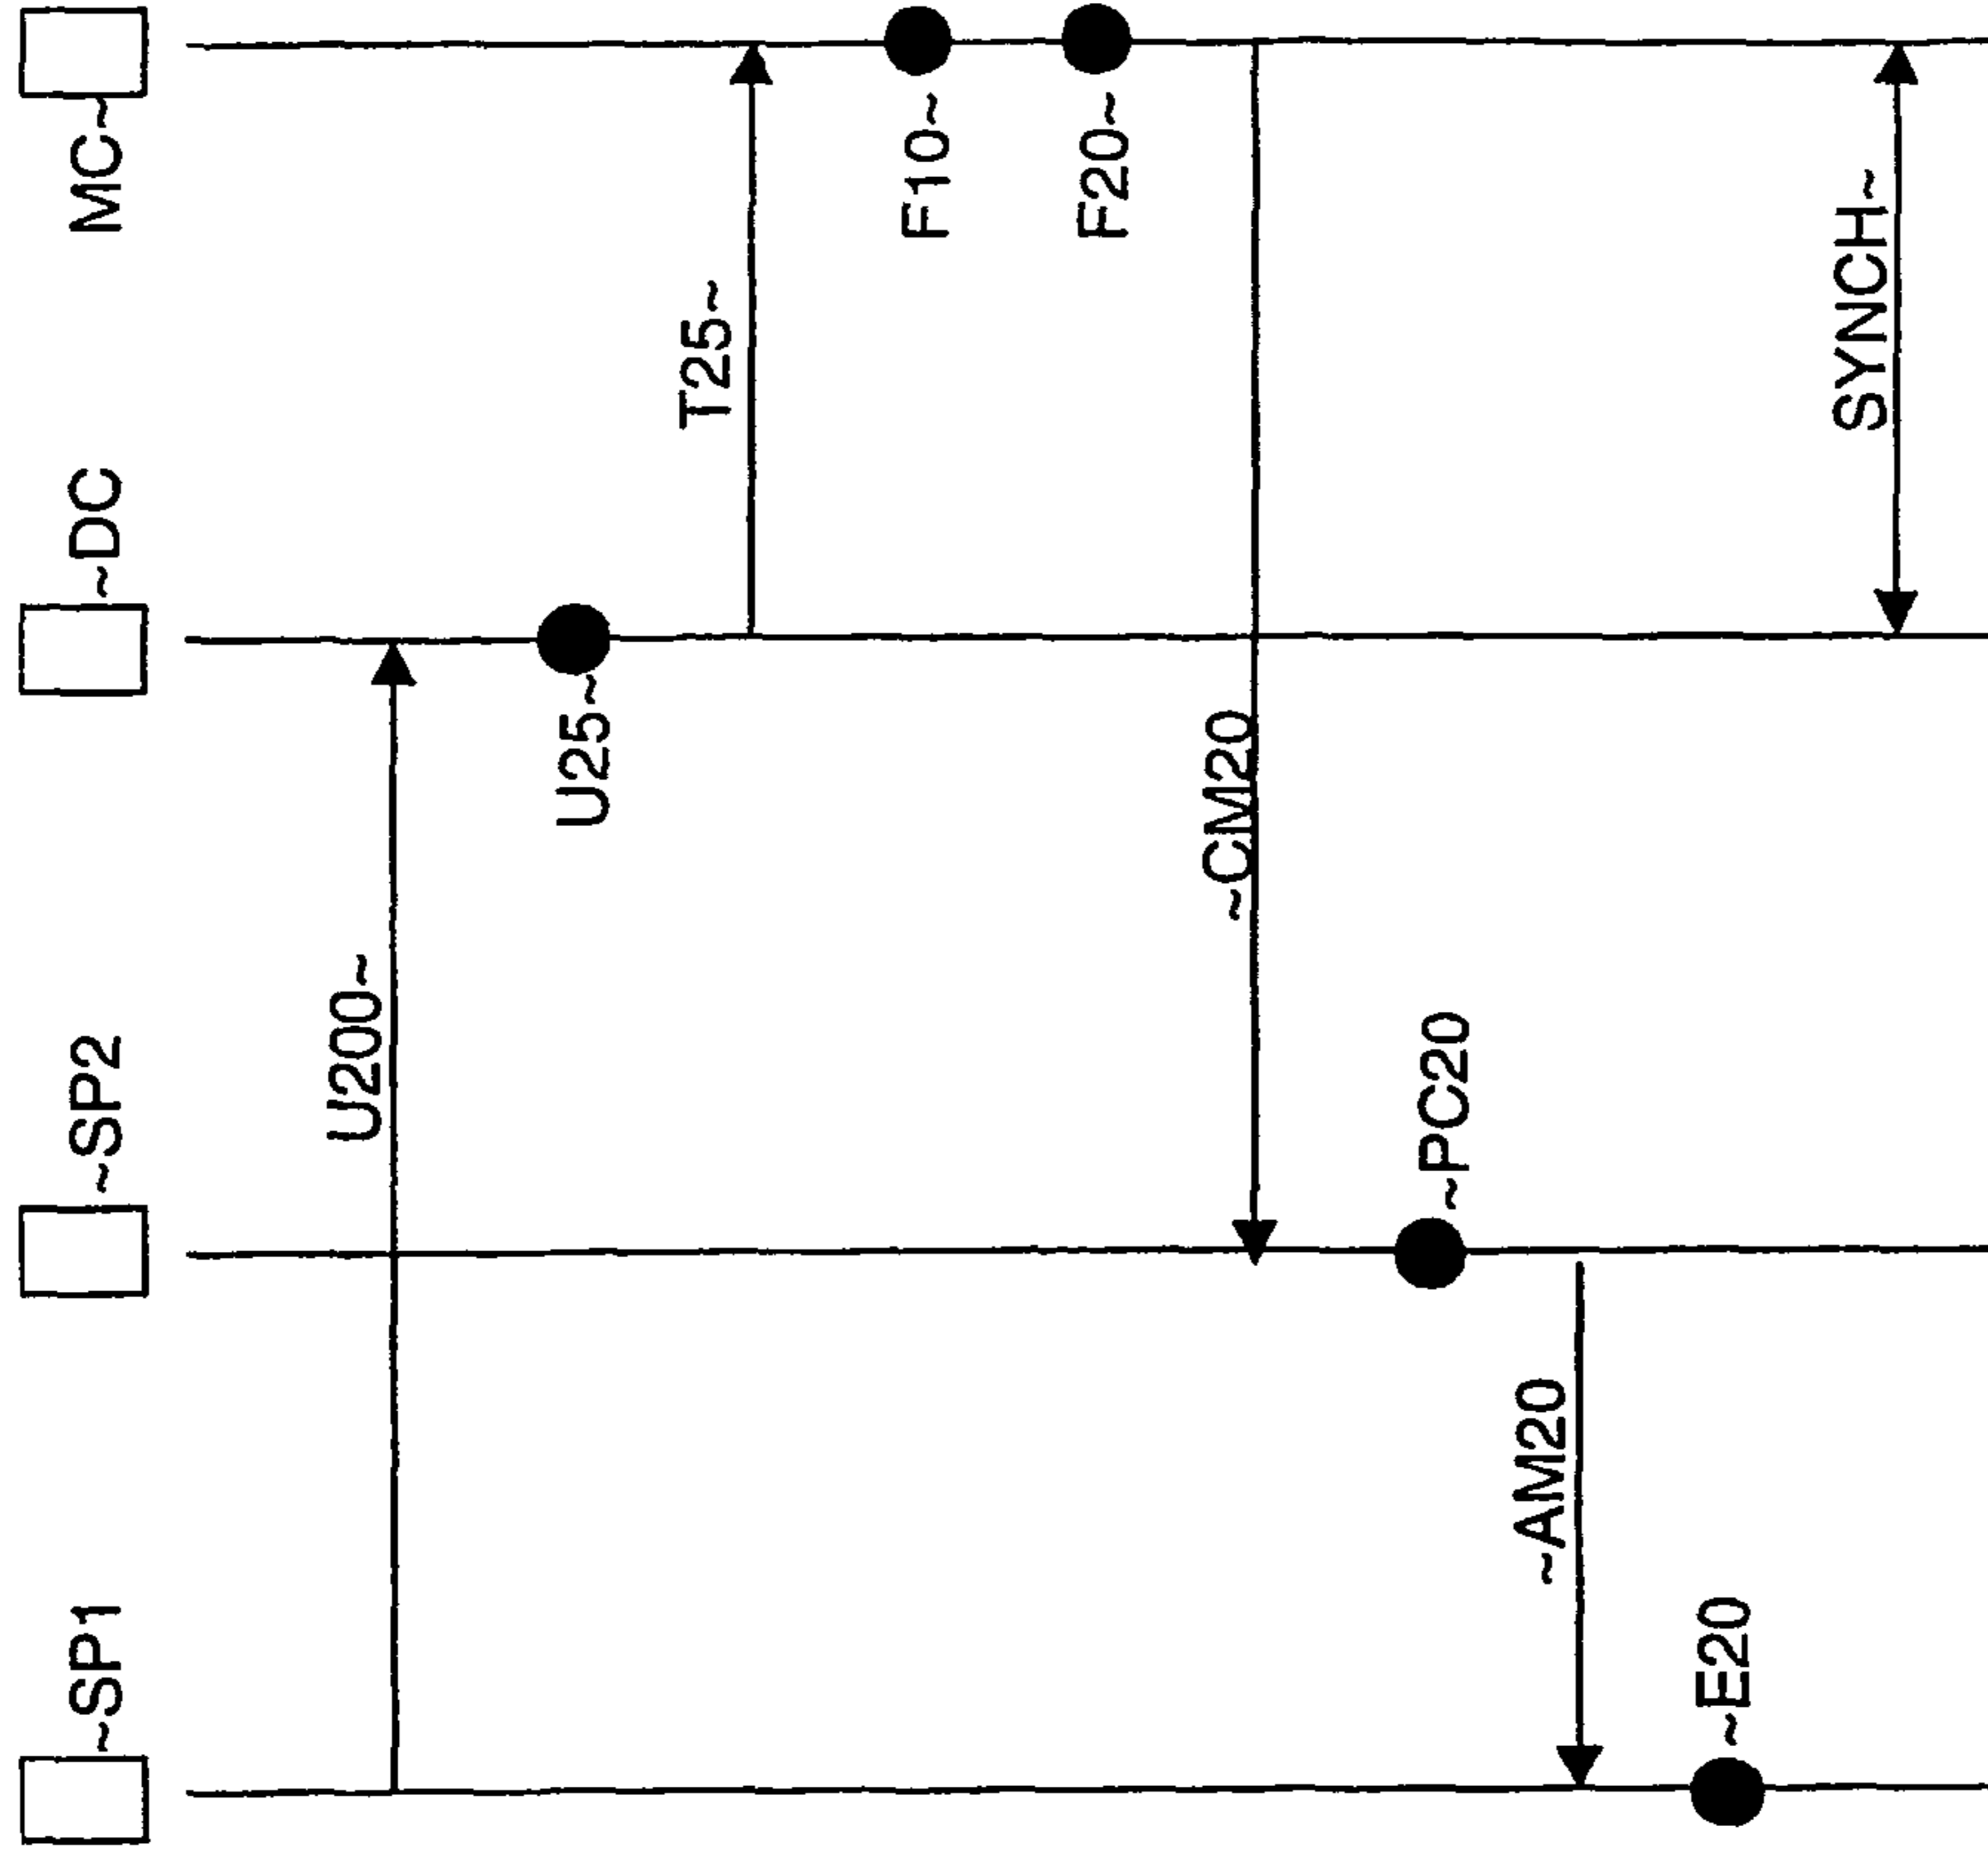 ~SP1
~SP2
~DC
MC~
U200~
U25~
T25~
F10~
F20~
~CM20
~PC20
~AM20
~E20
SYNCH~